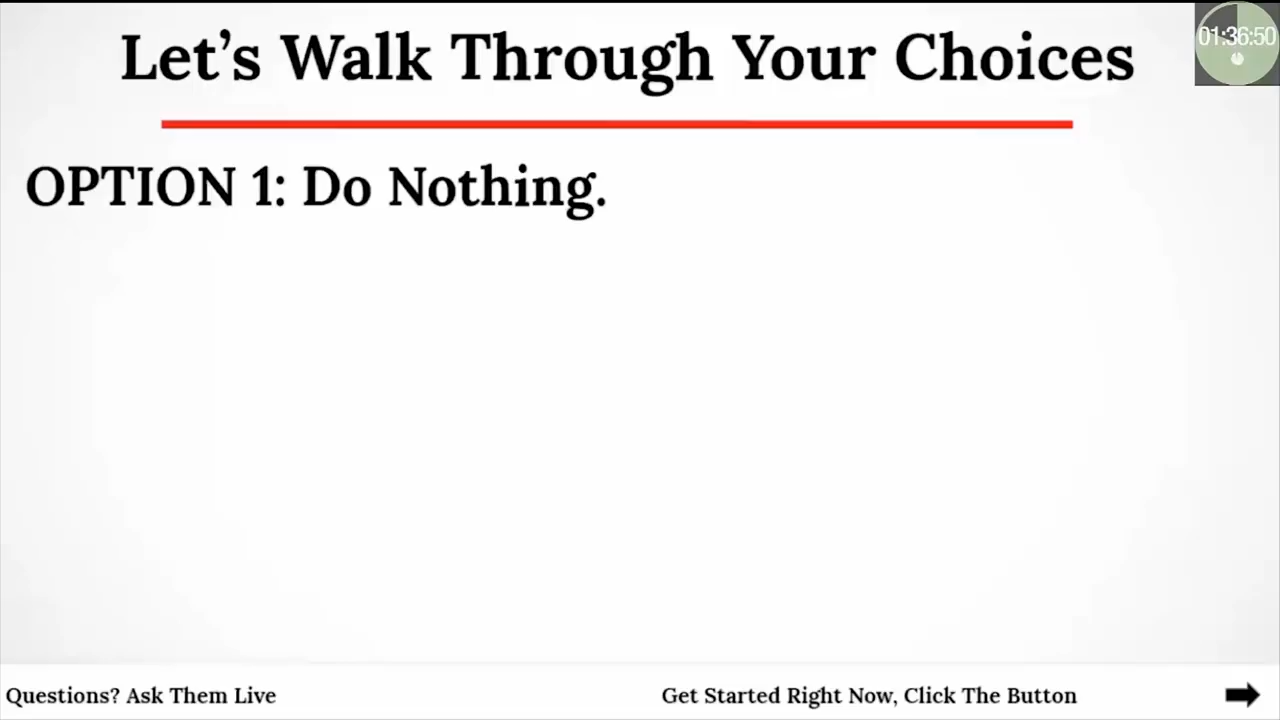 Let's Walk Through Your Choices
01:36:50
OPTION 1: Do Nothing.
Questions? Ask Them Live
Get Started Right Now, Click The Button